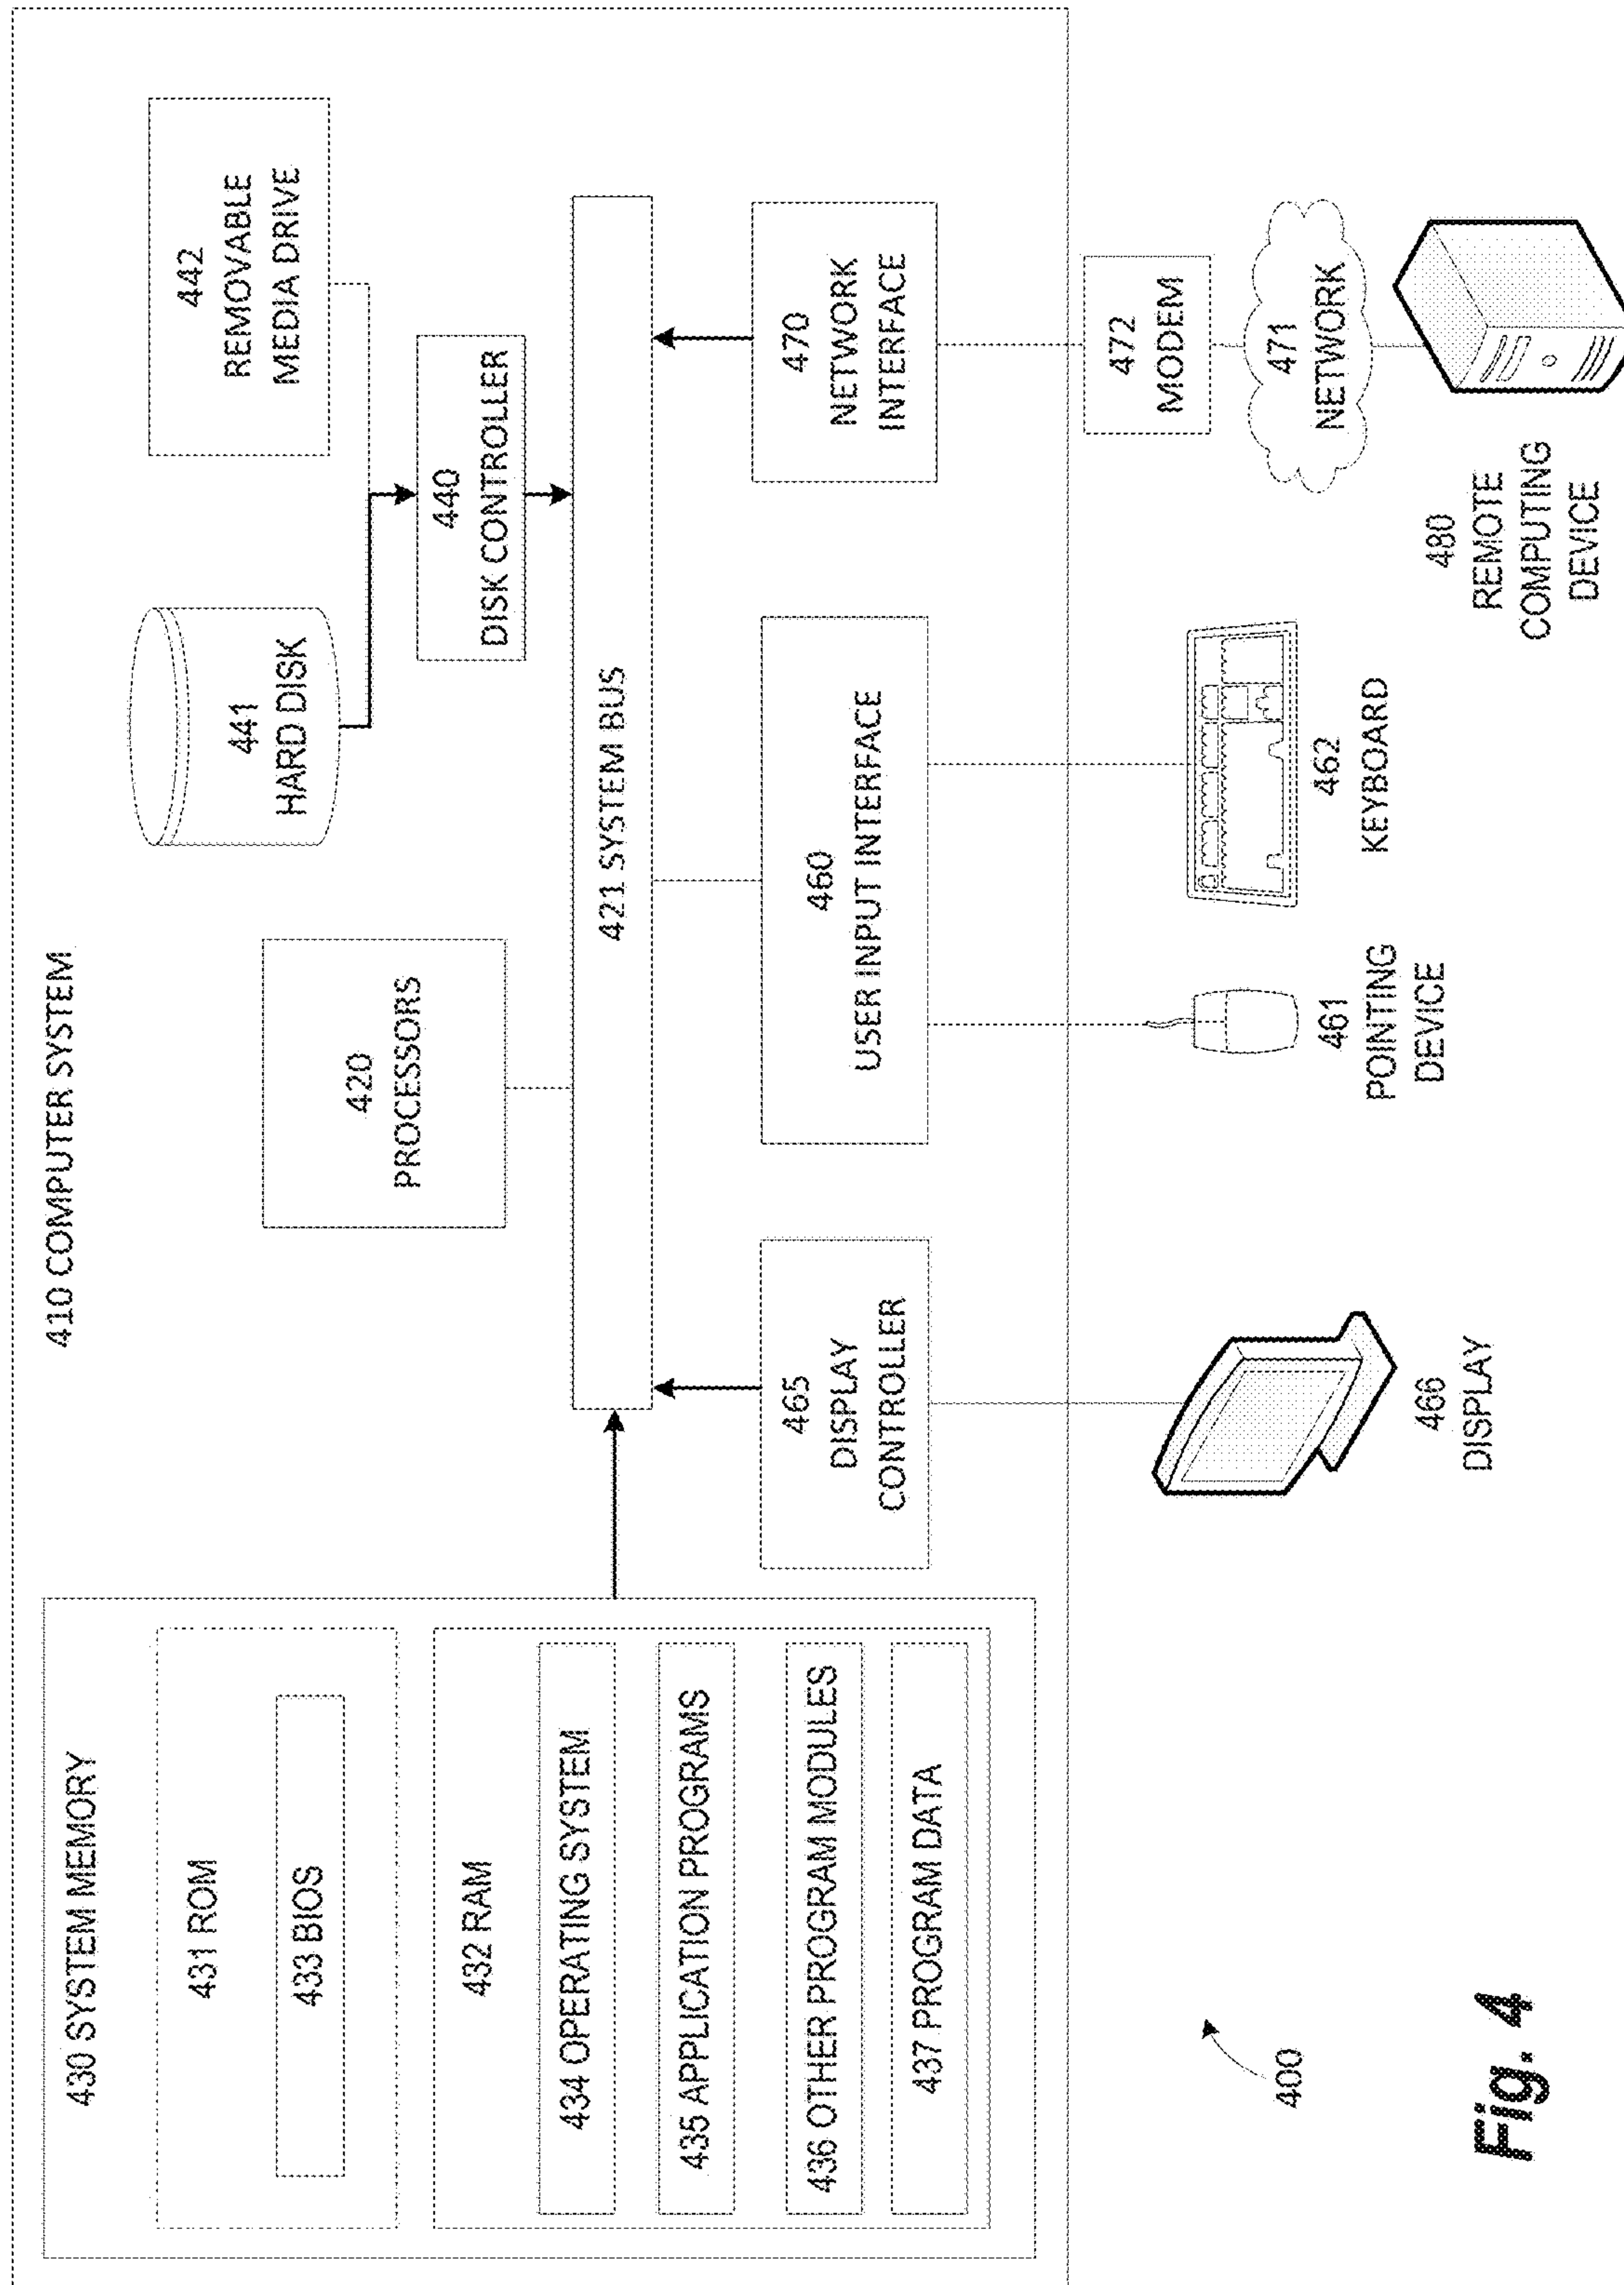 410 COMPUTER SYSTEM
430 SYSTEM MEMORY
431 ROM
433 BIOS
432 RAM
434 OPERATING SYSTEM
435 APPLICATION PROGRAMS
436 OTHER PROGRAM MODULES
437 PROGRAM DATA
420
PROCESSORS
441
HARD DISK
442
REMOVABLE
MEDIA DRIVE
440
DISK CONTROLLER
421 SYSTEM BUS
465
DISPLAY
CONTROLLER
460
USER INPUT INTERFACE
470
NETWORK
INTERFACE
472
MODEM
471
NETWORK
466
DISPLAY
461
POINTING
DEVICE
462
KEYBOARD
480
REMOTE
COMPUTING
DEVICE
400
Fig. 4